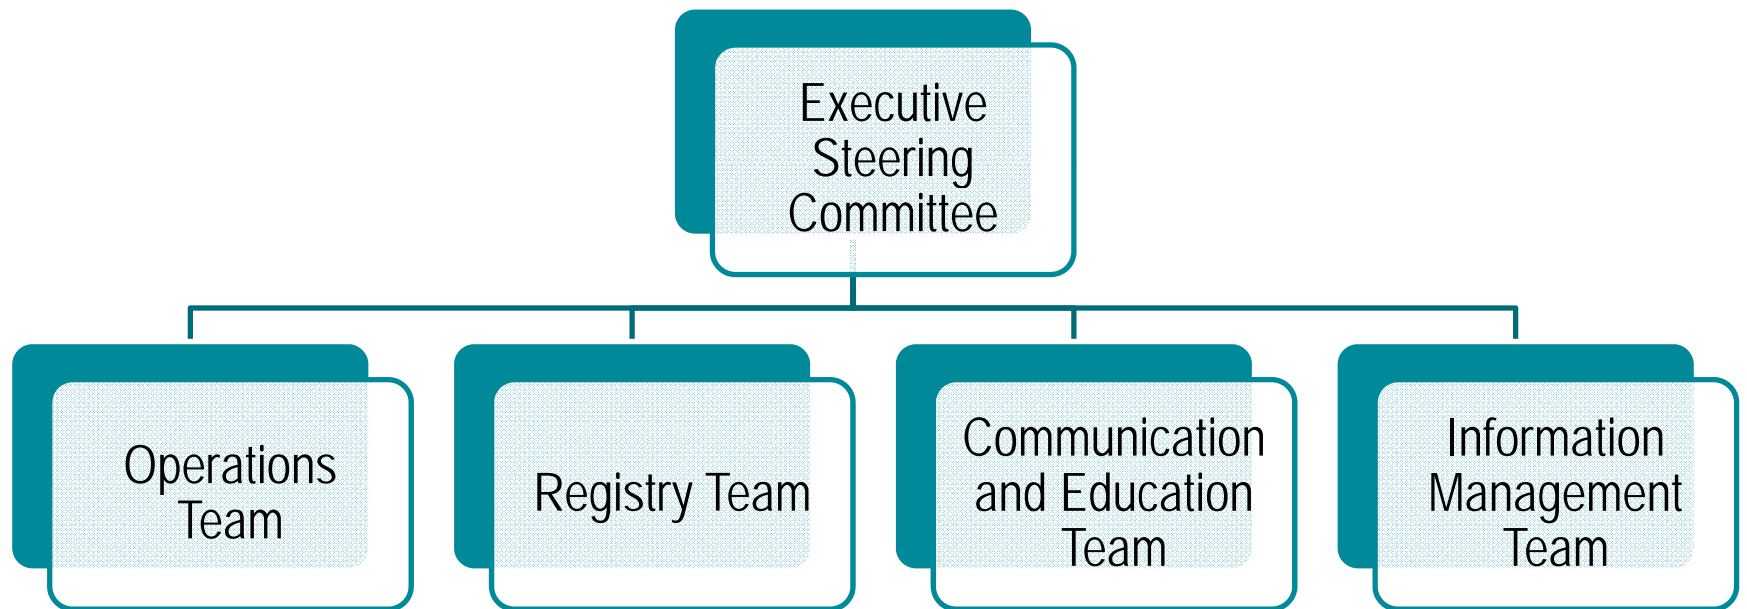 Executive
Steering
Committee
Operations
Team
Registry Team
Communication
and Education
Team
Information
Management
Team